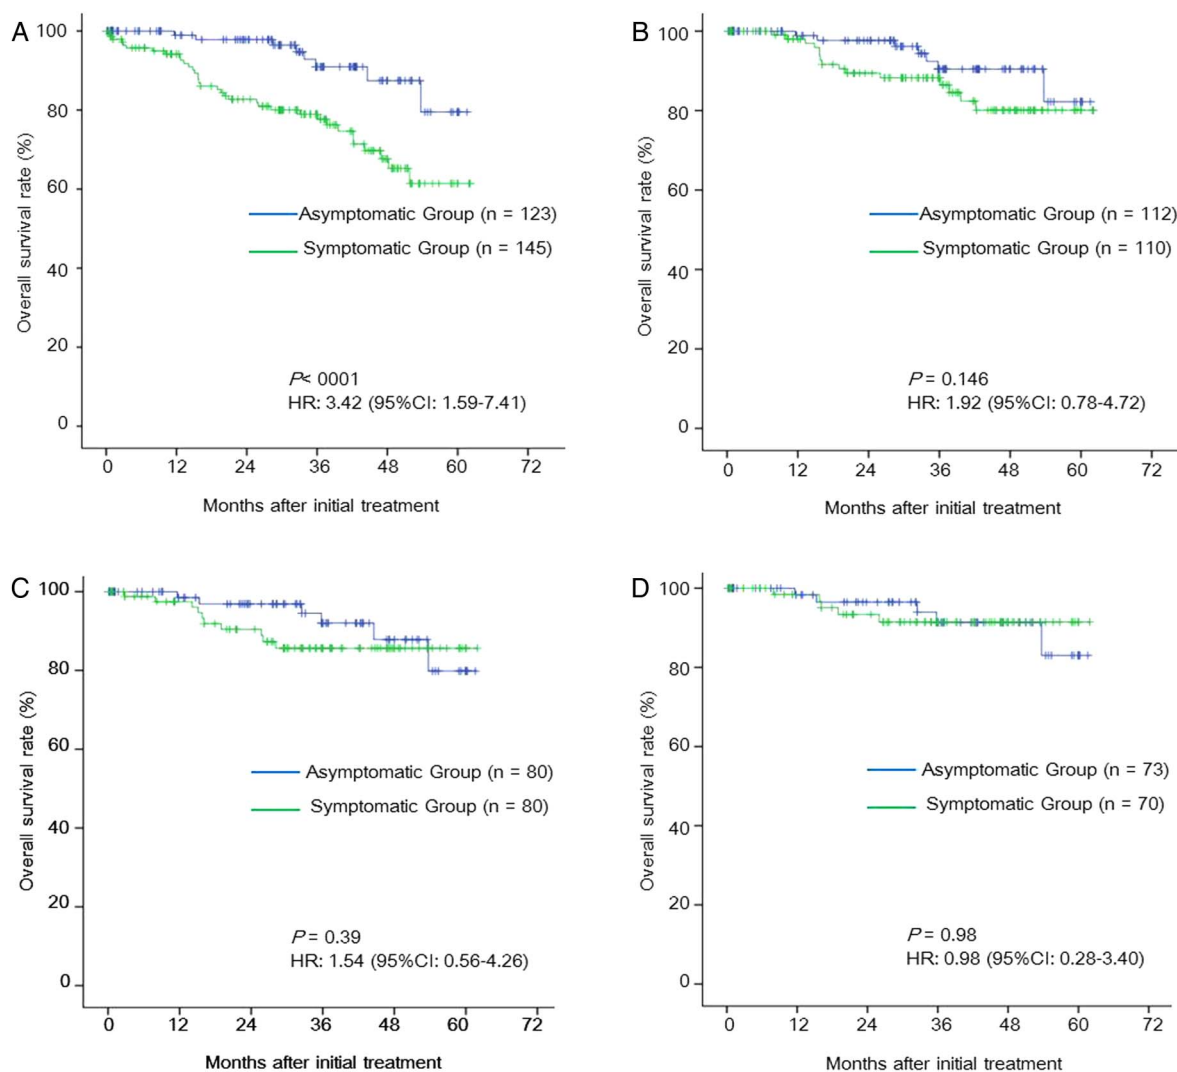 A
Overall survival rate (%)
100
80
60
40
20
0
Asymptomatic Group (n = 123)
Symptomatic Group (n = 145)
P< 0001
HR: 3.42 (95%CI: 1.59-7.41)
0 12 24 36 48 60 72
Months after initial treatment
B
Overall survival rate (%)
100
80
60
40
20
0
Asymptomatic Group (n = 112)
Symptomatic Group (n = 110)
P = 0.146
HR: 1.92 (95%CI: 0.78-4.72)
0 12 24 36 48 60 72
Months after initial treatment
C
Overall survival rate (%)
100
80
60
40
20
0
Asymptomatic Group (n = 80)
Symptomatic Group (n = 80)
P = 0.39
HR: 1.54 (95%CI: 0.56-4.26)
0 12 24 36 48 60 72
Months after initial treatment
D
Overall survival rate (%)
100
80
60
40
20
0
Asymptomatic Group (n = 73)
Symptomatic Group (n = 70)
P = 0.98
HR: 0.98 (95%CI: 0.28-3.40)
0 12 24 36 48 60 72
Months after initial treatment